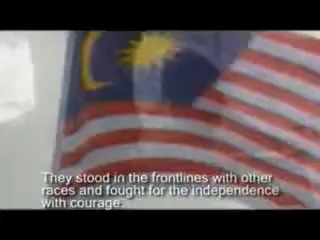 They stood in the frontlines with other
races and fought for the independence
with courage.